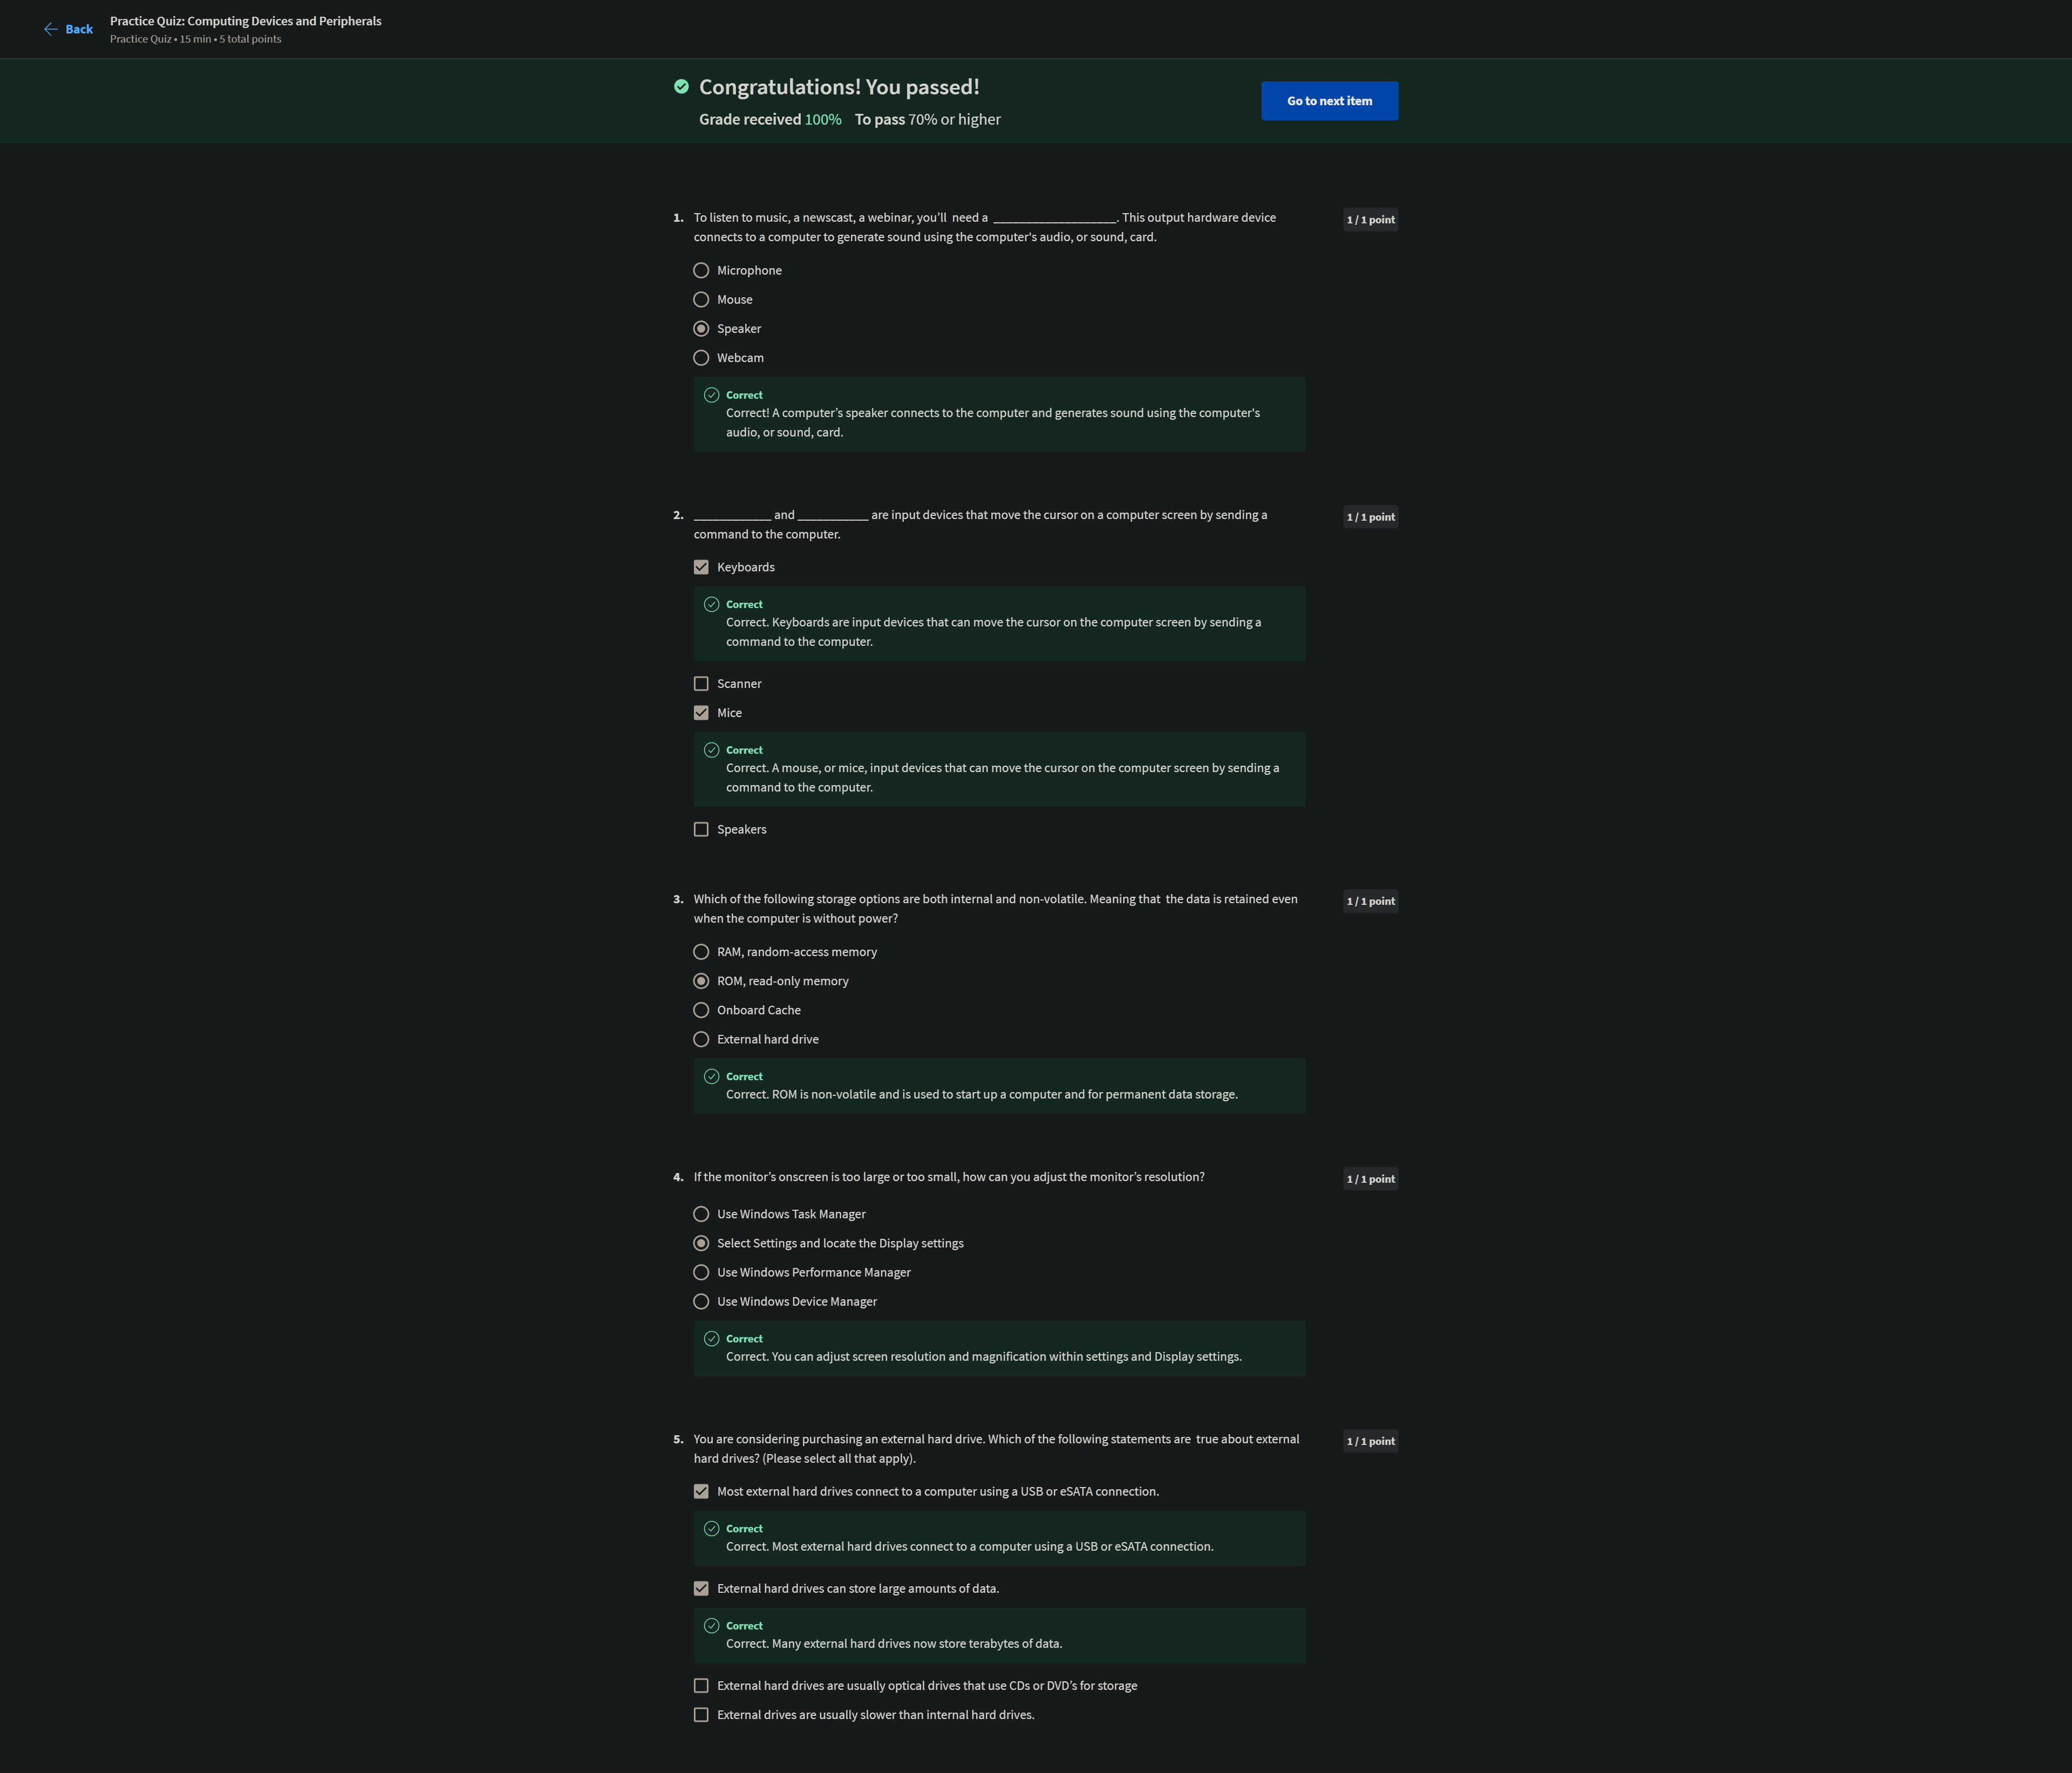 Back
Practice Quiz: Computing Devices and Peripherals
Practice Quiz • 15 min • 5 total points
Congratulations! You passed!
Grade received 100% To pass 70% or higher
Go to next item
1. To listen to music, a newscast, a webinar, you’ll  need a  ___________________. This output hardware device
connects to a computer to generate sound using the computer's audio, or sound, card.
1 / 1 point
Microphone
Mouse
Speaker
Webcam
Correct
Correct! A computer’s speaker connects to the computer and generates sound using the computer's
audio, or sound, card.
2. ____________ and ___________ are input devices that move the cursor on a computer screen by sending a
command to the computer.
1 / 1 point
Keyboards
Correct
Correct. Keyboards are input devices that can move the cursor on the computer screen by sending a
command to the computer.
Scanner
Mice
Correct
Correct. A mouse, or mice, input devices that can move the cursor on the computer screen by sending a
command to the computer.
Speakers
3. Which of the following storage options are both internal and non-volatile. Meaning that  the data is retained even
when the computer is without power?
1 / 1 point
RAM, random-access memory
ROM, read-only memory
Onboard Cache
External hard drive
Correct
Correct. ROM is non-volatile and is used to start up a computer and for permanent data storage.
4. If the monitor’s onscreen is too large or too small, how can you adjust the monitor’s resolution?
1 / 1 point
Use Windows Task Manager
Select Settings and locate the Display settings
Use Windows Performance Manager
Use Windows Device Manager
Correct
Correct. You can adjust screen resolution and magnification within settings and Display settings.
5. You are considering purchasing an external hard drive. Which of the following statements are  true about external
hard drives? (Please select all that apply).
1 / 1 point
Most external hard drives connect to a computer using a USB or eSATA connection.
Correct
Correct. Most external hard drives connect to a computer using a USB or eSATA connection.
External hard drives can store large amounts of data.
Correct
Correct. Many external hard drives now store terabytes of data.
External hard drives are usually optical drives that use CDs or DVD’s for storage
External drives are usually slower than internal hard drives.